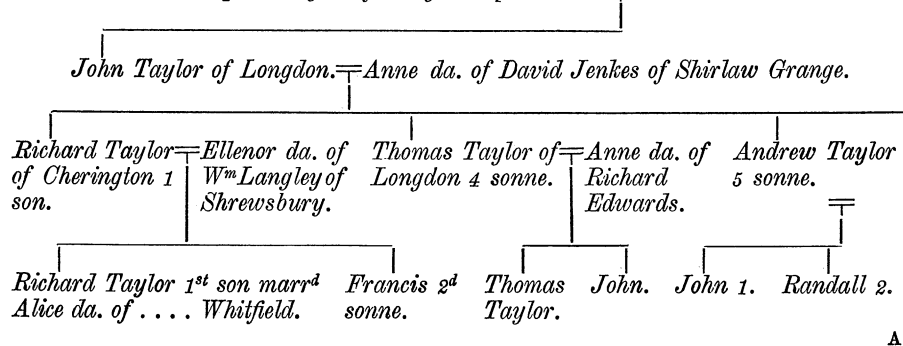 John Taylor of Longdon.=Anne da. of David Jenkes of Shirlaw Grange.
Richard Taylor=Ellenor da. of
of Cherington 1 Wm Langley of
son. Shrewsbury.
Thomas Taylor of=Anne da. of
Longdon 4 sonne. Richard
Edwards.
Andrew Taylor
5 sonne.
=
Richard Taylor 1st son marrd
Alice da. of .... Whitfield.
Francis 2d
sonne.
Thomas
Taylor.
John.
John 1.
Randall 2.
A